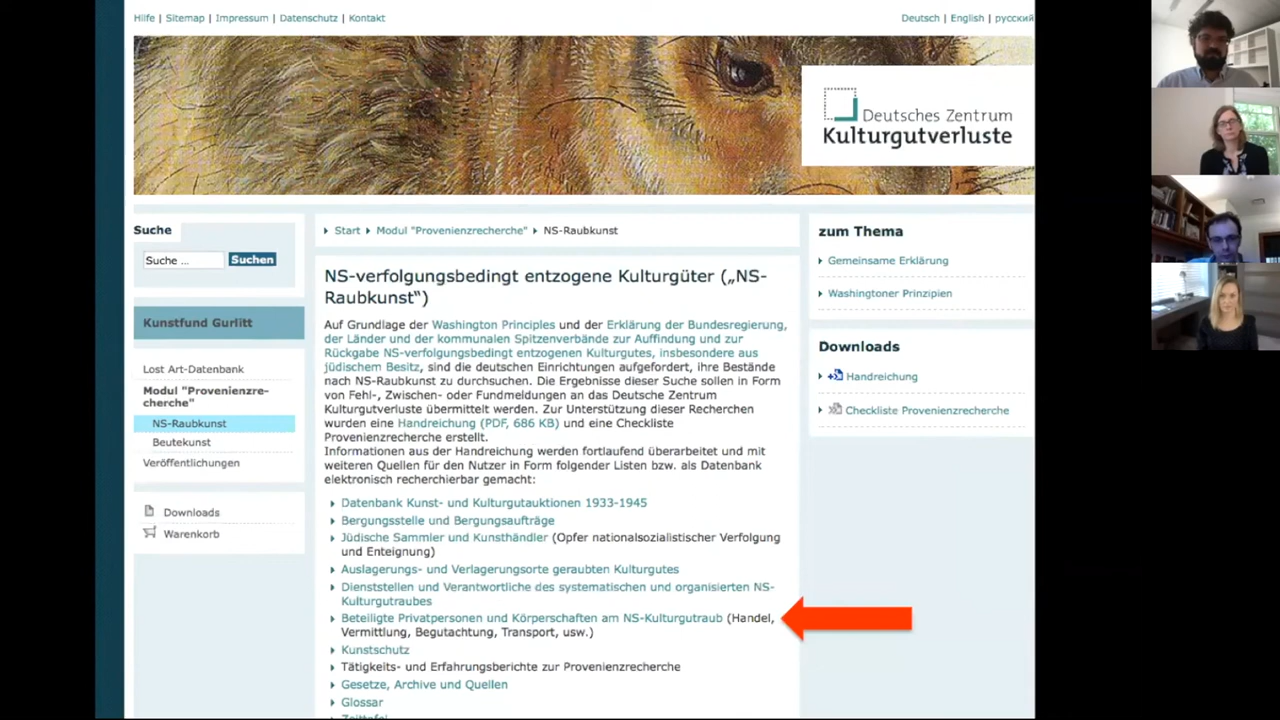 Hilfe | Sitemap | Impressum | Datenschutz | Kontakt
Deutsch | English | русский
Deutsches Zentrum
Kulturgutverluste
Suche
Suche ...
Suchen
Kunstfund Gurlitt
Lost Art-Datenbank
Modul "Provenienzre-
cherche"
NS-Raubkunst
Beutekunst
Veröffentlichungen
Downloads
Warenkorb
Start
Modul "Provenienzrecherche"
NS-Raubkunst
NS-verfolgungsbedingt entzogene Kulturgüter („NS-
Raubkunst“)
Auf Grundlage der Washington Principles und der Erklärung der Bundesregierung,
der Länder und der kommunalen Spitzenverbände zur Auffindung und zur
Rückgabe NS-verfolgungsbedingt entzogenen Kulturgutes, insbesondere aus
jüdischem Besitz, sind die deutschen Einrichtungen aufgefordert, ihre Bestände
nach NS-Raubkunst zu durchsuchen. Die Ergebnisse dieser Suche sollen in Form
von Fehl-, Zwischen- oder Fundmeldungen an das Deutsche Zentrum
Kulturgutverluste übermittelt werden. Zur Unterstützung dieser Recherchen
wurden eine Handreichung (PDF, 686 KB) und eine Checkliste
Provenienzrecherche erstellt.
Informationen aus der Handreichung werden fortlaufend überarbeitet und mit
weiteren Quellen für den Nutzer in Form folgender Listen bzw. als Datenbank
elektronisch recherchierbar gemacht:
Datenbank Kunst- und Kulturgutauktionen 1933-1945
Bergungsstelle und Bergungsaufträge
Jüdische Sammler und Kunsthändler (Opfer nationalsozialistischer Verfolgung
und Enteignung)
Auslagerungs- und Verlagerungsorte geraubten Kulturgutes
Dienststellen und Verantwortliche des systematischen und organisierten NS-
Kulturgutraubes
Beteiligte Privatpersonen und Körperschaften am NS-Kulturgutraub (Handel,
Vermittlung, Begutachtung, Transport, usw.)
Kunstschutz
Tätigkeits- und Erfahrungsberichte zur Provenienzrecherche
Gesetze, Archive und Quellen
Glossar
Zeittafel
zum Thema
Gemeinsame Erklärung
Washingtoner Prinzipien
Downloads
Handreichung
Checkliste Provenienzrecherche